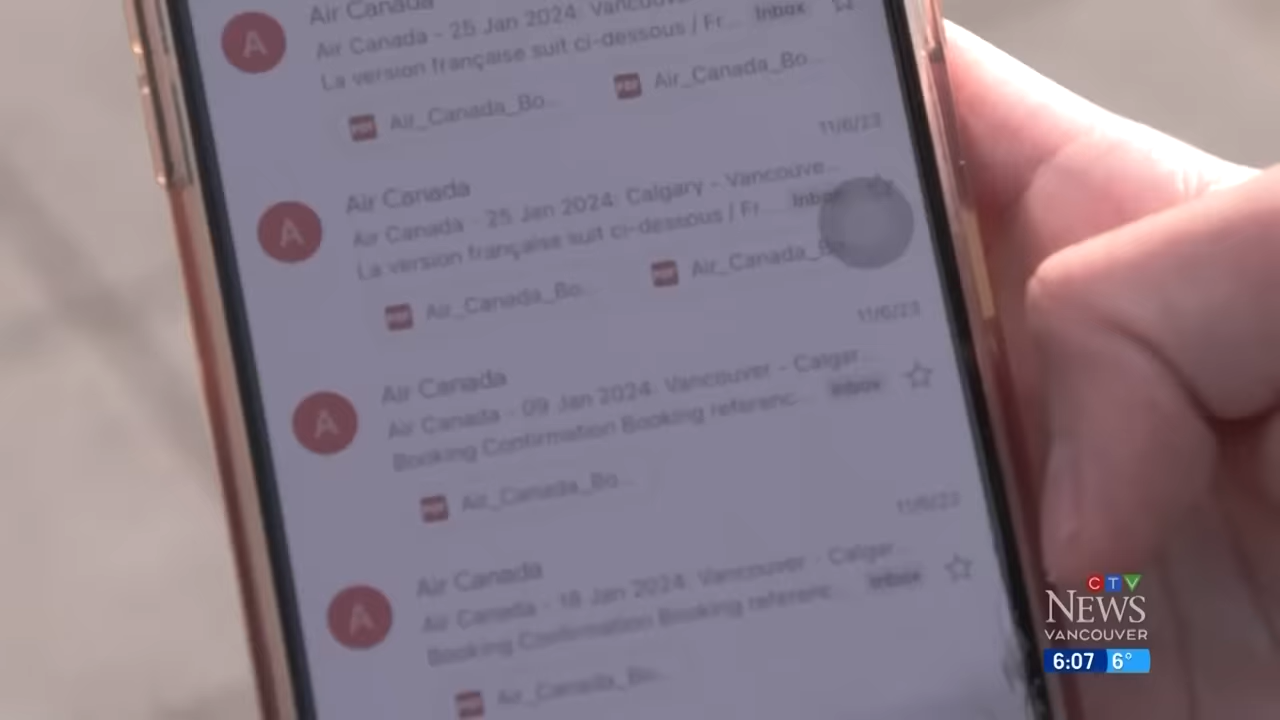 Air Canada
Air Canada - 25 Jan 2024: Vancouve
La version française suit ci-dessous / Fr... Inbox
Air_Canada_Bo... Air_Canada_Bo...
11/6/23
Air Canada
Air Canada - 25 Jan 2024: Calgary - Vancouve...
La version française suit ci-dessous / Fr... Inbox
Air_Canada_Bo... Air_Canada_Bo
11/6/23
Air Canada
Air Canada - 09 Jan 2024: Vancouver - Calgar...
Booking Confirmation Booking referenc... Inbox
Air_Canada_Bo...
11/6/23
Air Canada
Air Canada - 18 Jan 2024: Vancouver - Calgar...
Booking Confirmation Booking referenc... Inbox
Air_Canada_Bo...
CTV
NEWS
VANCOUVER
6:07 6°